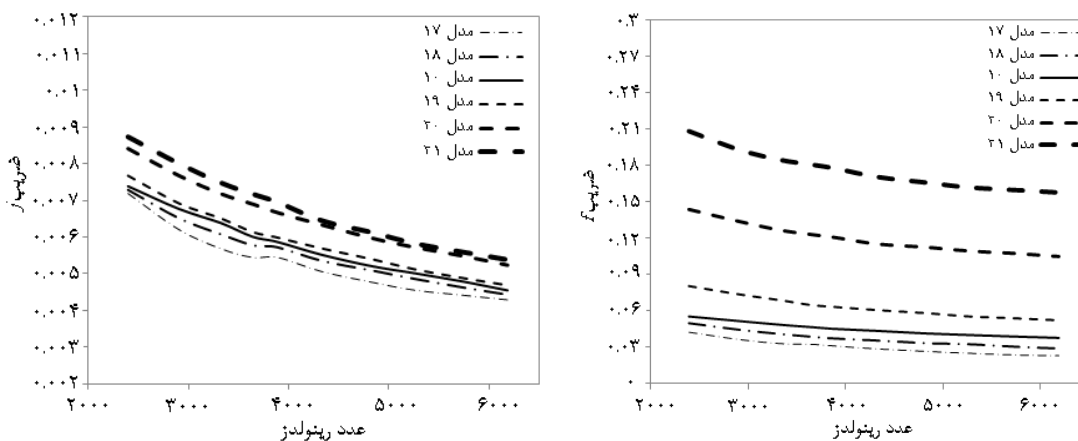 ۰.۰۱۲
۰.۰۱۱
۰.۰۱
۰.۰۰۹
۰.۰۰۸
۰.۰۰۷
۰.۰۰۶
۰.۰۰۵
۰.۰۰۴
۰.۰۰۳
۰.۰۰۲
ضریب j
مدل ۱۷
مدل ۱۸
مدل ۱۰
مدل ۱۹
مدل ۲۰
مدل ۲۱
۲۰۰۰ ۳۰۰۰ ۴۰۰۰ ۵۰۰۰ ۶۰۰۰
عدد رینولدز
۰.۳
۰.۲۷
۰.۲۴
۰.۲۱
۰.۱۸
۰.۱۵
۰.۱۲
۰.۰۹
۰.۰۶
۰.۰۳
۰
ضریب f
مدل ۱۷
مدل ۱۸
مدل ۱۰
مدل ۱۹
مدل ۲۰
مدل ۲۱
۲۰۰۰ ۳۰۰۰ ۴۰۰۰ ۵۰۰۰ ۶۰۰۰
عدد رینولدز